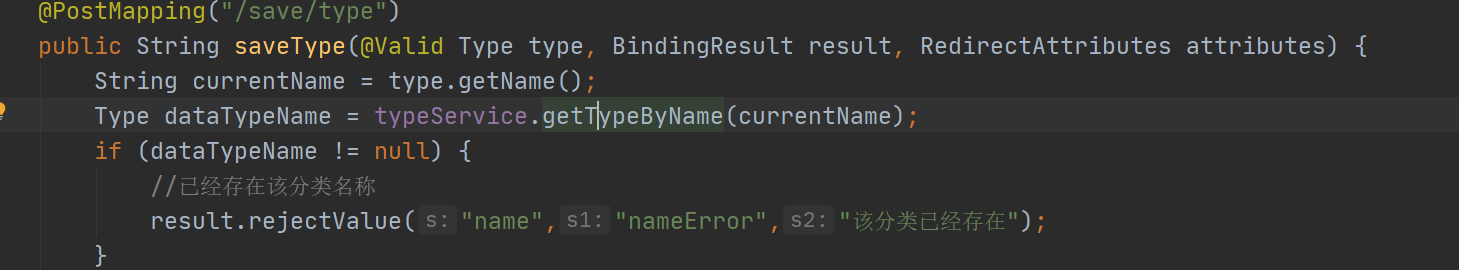 @PostMapping("/save/type")
public String saveType(@Valid Type type, BindingResult result, RedirectAttributes attributes) {
String currentName = type.getName();
Type dataTypeName = typeService.getTypeByName(currentName);
if (dataTypeName != null) {
//已经存在该分类名称
result.rejectValue( s: "name", s1: "nameError", s2: "该分类已经存在");
}